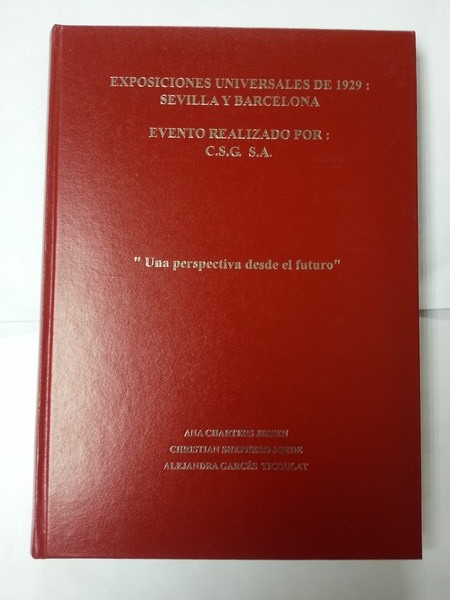 EXPOSICIONES UNIVERSALES DE 1929 :
SEVILLA Y BARCELONA
EVENTO REALIZADO POR :
C.S.G. S.A.
" Una perspectiva desde el futuro"
ANA CHARTERS
CHRISTIAN SHEPHERD
ALEJANDRA GARCÉS